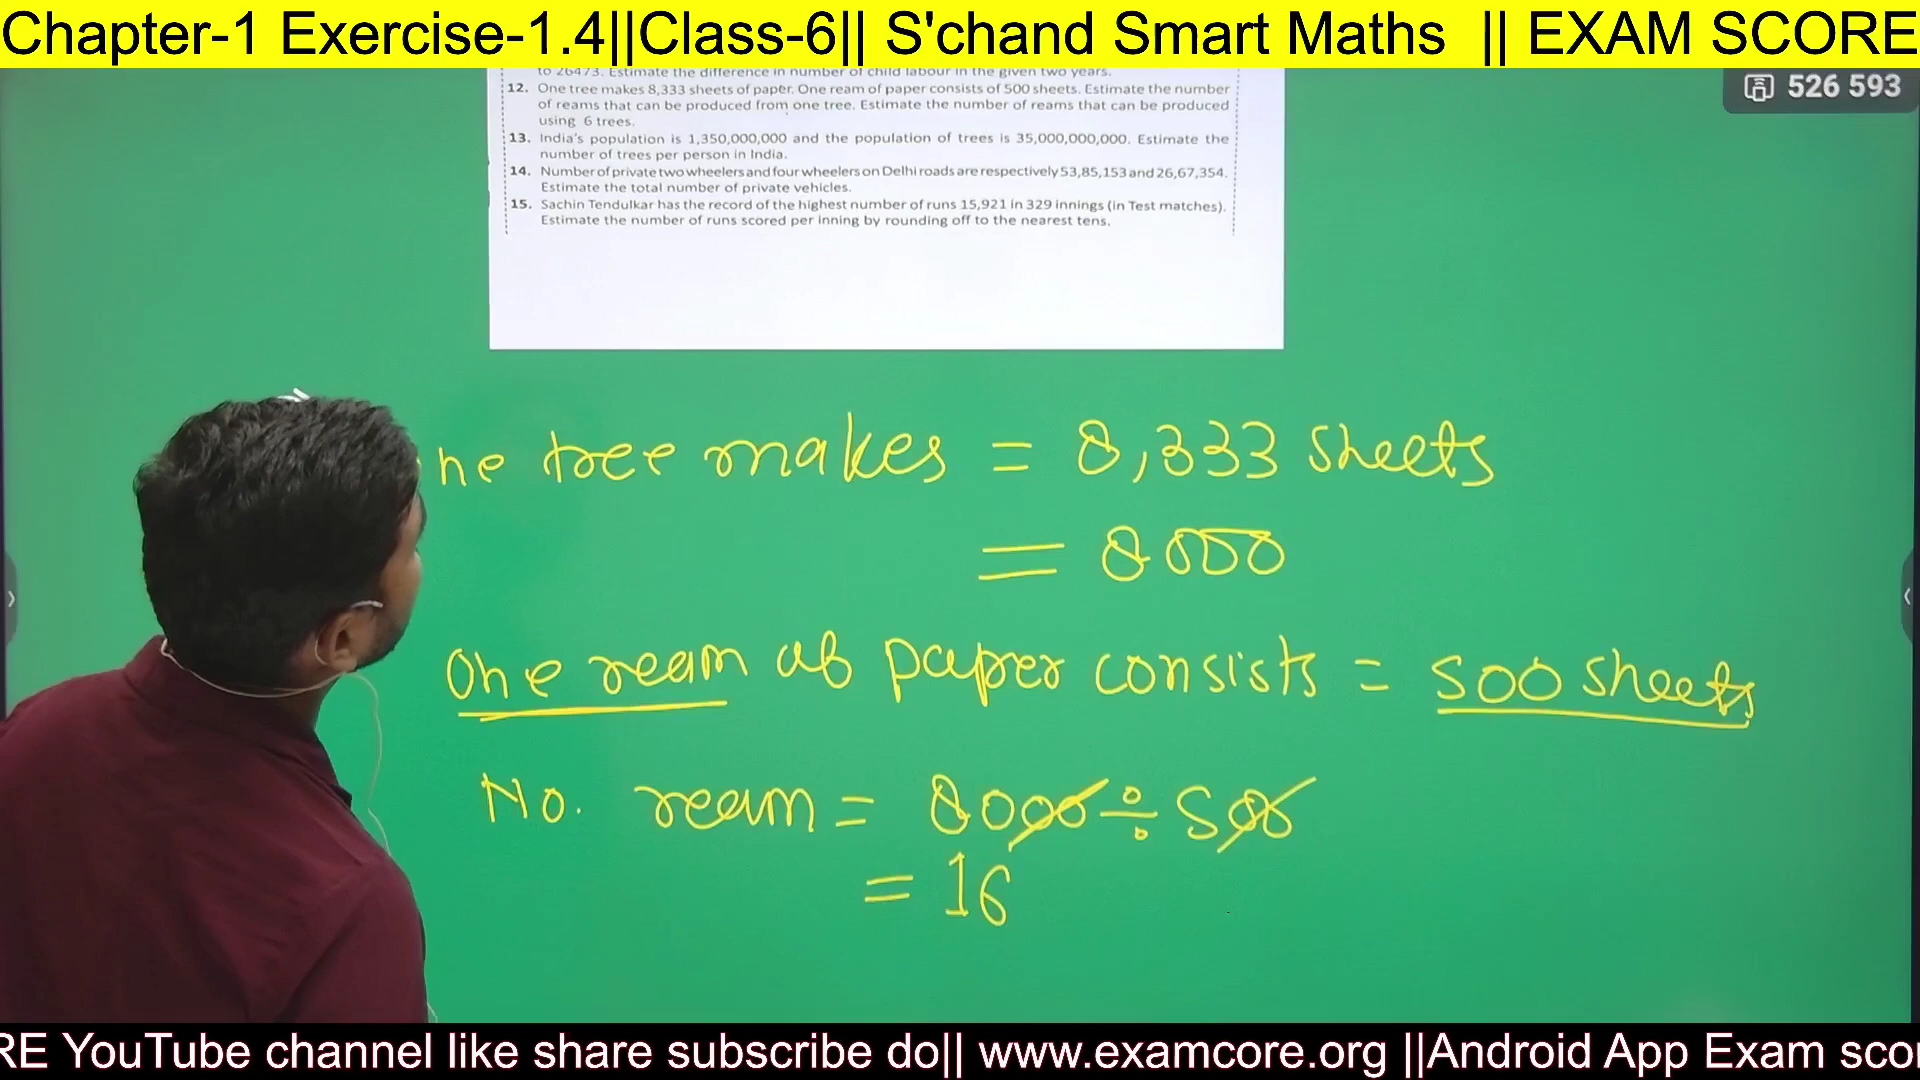 Chapter-1 Exercise-1.4||Class-6|| S'chand Smart Maths || EXAM SCORE
526 593
to 26473. Estimate the difference in number of child labour in the given two years.
12. One tree makes 8,333 sheets of paper. One ream of paper consists of 500 sheets. Estimate the number
of reams that can be produced from one tree. Estimate the number of reams that can be produced
using 6 trees.
13. India's population is 1,350,000,000 and the population of trees is 35,000,000,000. Estimate the
number of trees per person in India.
14. Number of private two wheelers and four wheelers on Delhi roads are respectively 53,85,153 and 26,67,354.
Estimate the total number of private vehicles.
15. Sachin Tendulkar has the record of the highest number of runs 15,921 in 329 innings (in Test matches).
Estimate the number of runs scored per inning by rounding off to the nearest tens.
ne tree makes = 8,333 sheets
= 8000
One ream of paper consists = 500 sheets
No. ream = 8000 ÷ 500
= 16
RE YouTube channel like share subscribe do|| www.examcore.org ||Android App Exam scor